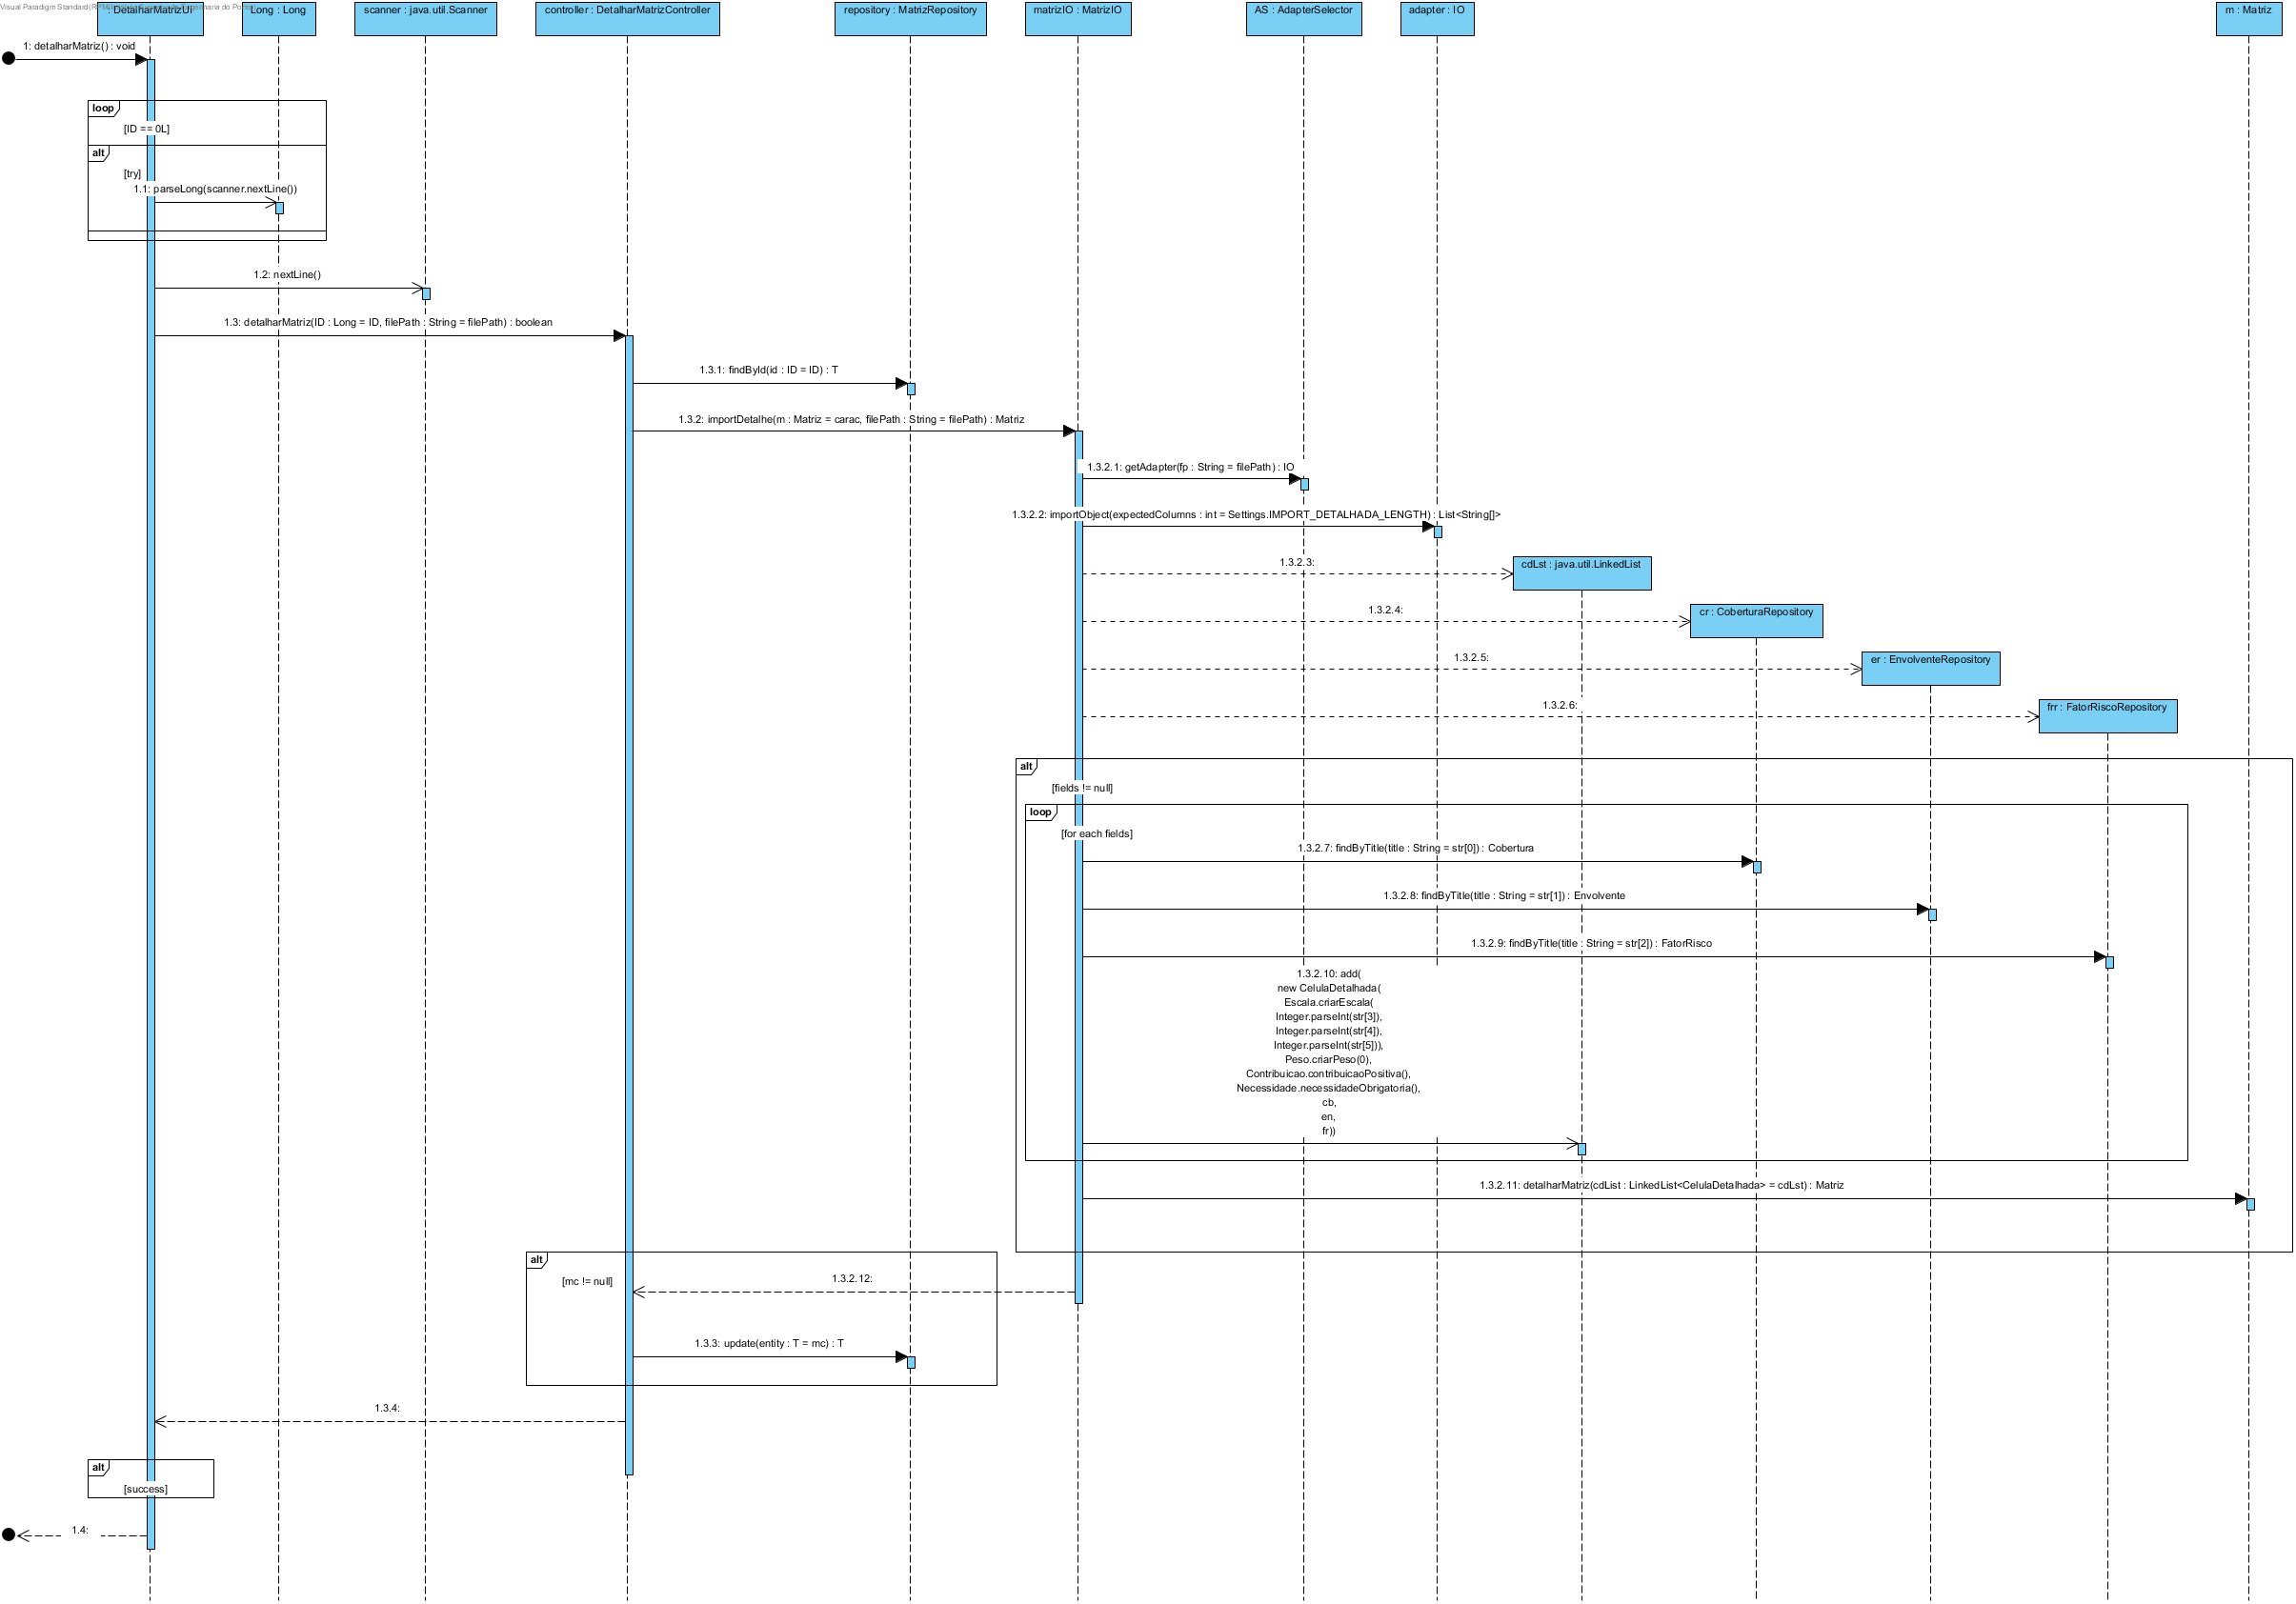 Visual Paradigm Standard
: DetalharMatrizUI
Long : Long
scanner : java.util.Scanner
controller : DetalharMatrizController
repository : MatrizRepository
matrizIO : MatrizIO
AS : AdapterSelector
adapter : IO
m : Matriz
1: detalharMatriz() : void
loop
[ID == 0L]
alt
[try]
1.1: parseLong(scanner.nextLine())
1.2: nextLine()
1.3: detalharMatriz(ID : Long = ID, filePath : String = filePath) : boolean
1.3.1: findById(id : ID = ID) : T
1.3.2: importDetalhe(m : Matriz = carac, filePath : String = filePath) : Matriz
1.3.2.1: getAdapter(fp : String = filePath) : IO
1.3.2.2: importObject(expectedColumns : int = Settings.IMPORT_DETALHADA_LENGTH) : List<String[]>
1.3.2.3:
cdLst : java.util.LinkedList
1.3.2.4:
cr : CoberturaRepository
1.3.2.5:
er : EnvolventeRepository
1.3.2.6:
frr : FatorRiscoRepository
alt
[fields != null]
loop
[for each fields]
1.3.2.7: findByTitle(title : String = str[0]) : Cobertura
1.3.2.8: findByTitle(title : String = str[1]) : Envolvente
1.3.2.9: findByTitle(title : String = str[2]) : FatorRisco
1.3.2.10: add(
new CelulaDetalhada(
Escala.criarEscala(
Integer.parseInt(str[3]),
Integer.parseInt(str[4]),
Integer.parseInt(str[5])),
Peso.criarPeso(0),
Contribuicao.contribuicaoPositiva(),
Necessidade.necessidadeObrigatoria(),
cb,
en,
fr))
1.3.2.11: detalharMatriz(cdList : LinkedList<CelulaDetalhada> = cdLst) : Matriz
alt
[mc != null]
1.3.2.12:
1.3.3: update(entity : T = mc) : T
1.3.4:
alt
[success]
1.4: